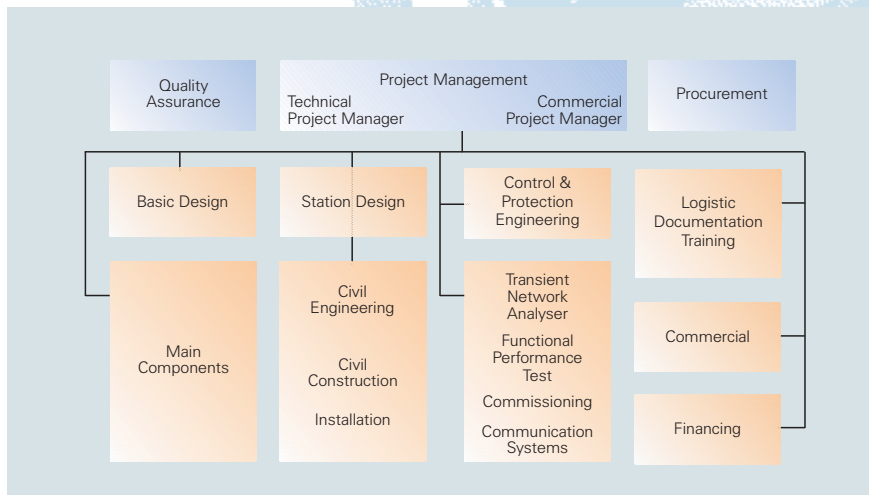 Quality
Assurance
Project Management
Technical
Project Manager
Commercial
Project Manager
Procurement
Basic Design
Station Design
Control &
Protection
Engineering
Logistic
Documentation
Training
Main
Components
Civil
Engineering
Civil
Construction
Installation
Transient
Network
Analyser
Functional
Performance
Test
Commissioning
Communication
Systems
Commercial
Financing